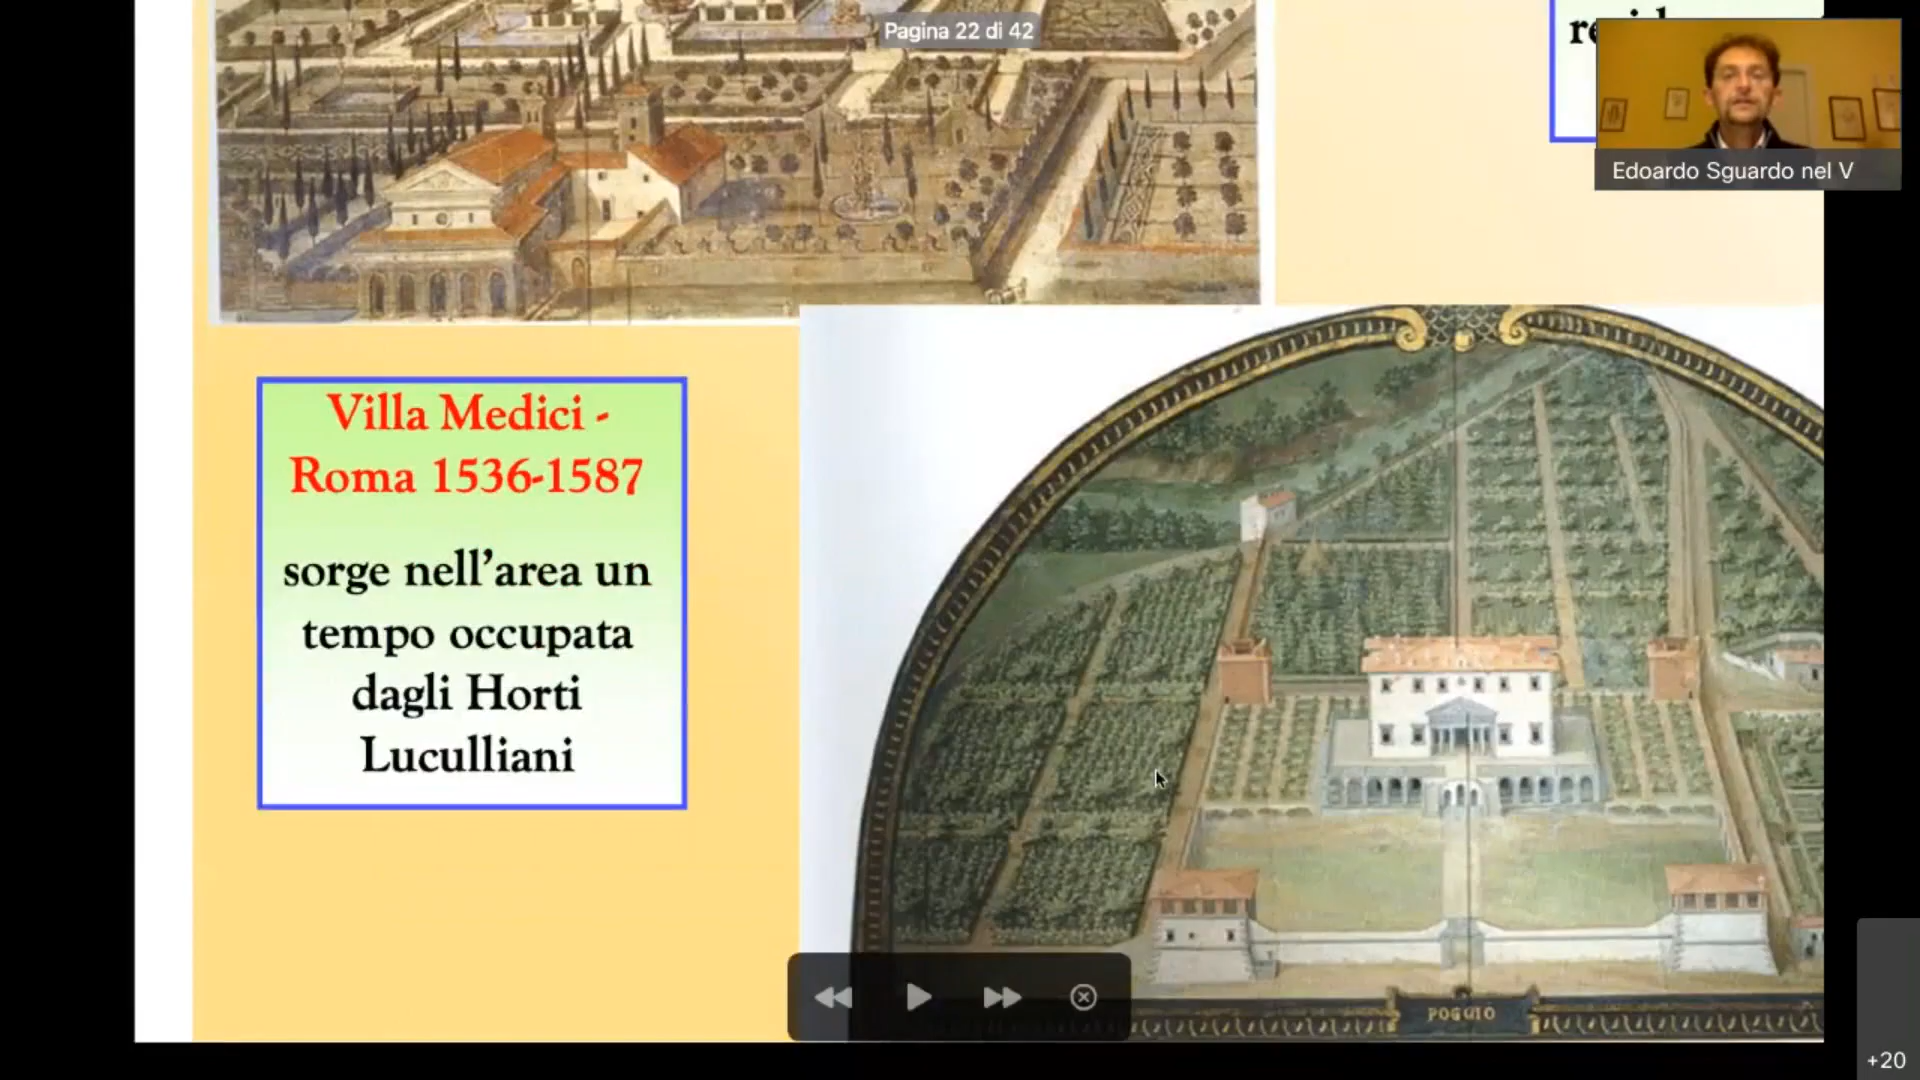 Pagina 22 di 42
Edoardo Sguardo nel V
Villa Medici -
Roma 1536-1587
sorge nell'area un
tempo occupata
dagli Horti
Luculliani
POGGIO
+20